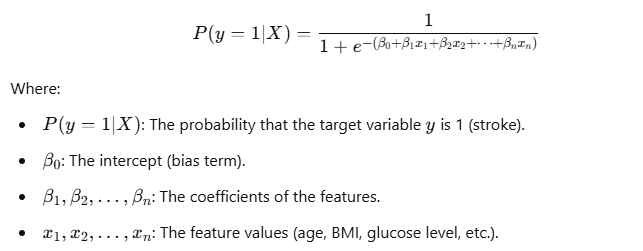 P(y = 1|X) = 1 / (1 + e^−(β₀+β₁x₁+β₂x₂+⋯+βₙxₙ))
Where:
• P(y = 1|X): The probability that the target variable y is 1 (stroke).
• β₀: The intercept (bias term).
• β₁, β₂, . . . , βₙ: The coefficients of the features.
• x₁, x₂, . . . , xₙ: The feature values (age, BMI, glucose level, etc.).